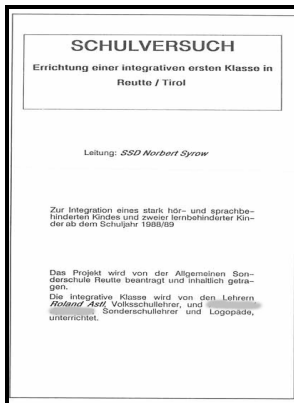 SCHULVERSUCH
Errichtung einer integrativen ersten Klasse in
Reutte / Tirol
Leitung: SSD Norbert Syrow
Zur Integration eines stark hör- und sprachbe-
hinderten Kindes und zweier lernbehinderter Kin-
der ab dem Schuljahr 1988/89
Das Projekt wird von der Allgemeinen Son-
derschule Reutte beantragt und inhaltlich getra-
gen.
Die integrative Klasse wird von den Lehrern
Roland Astl, Volksschullehrer, und
Sonderschullehrer und Logopäde,
unterrichtet.